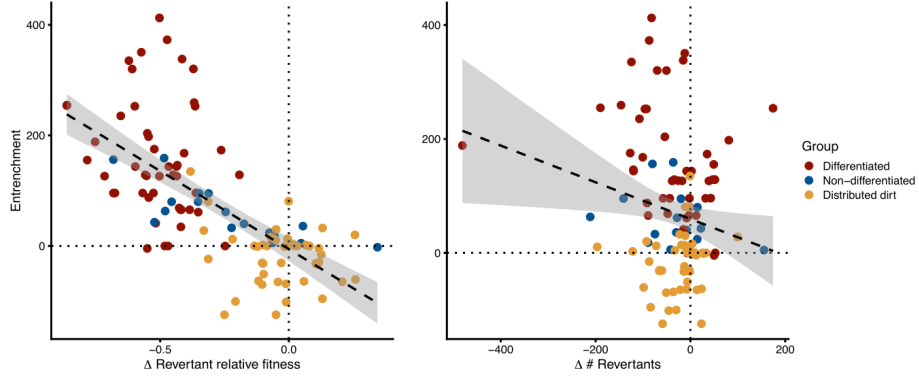 400
200
0
Entrenchment
−0.5
0.0
Δ Revertant relative fitness
400
200
0
−400
−200
0
200
Δ # Revertants
Group
Differentiated
Non−differentiated
Distributed dirt